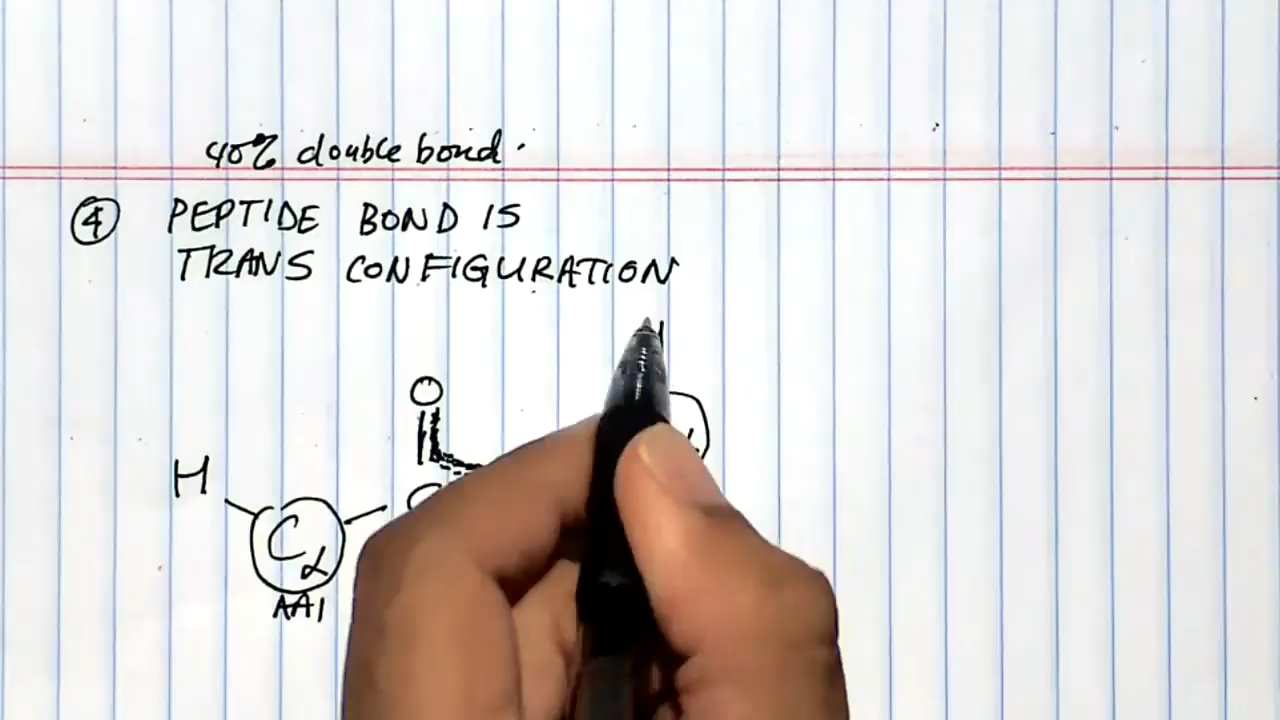 40% double bond.
④ PEPTIDE BOND IS
TRANS CONFIGURATION
O
H
C
Cα
AA1